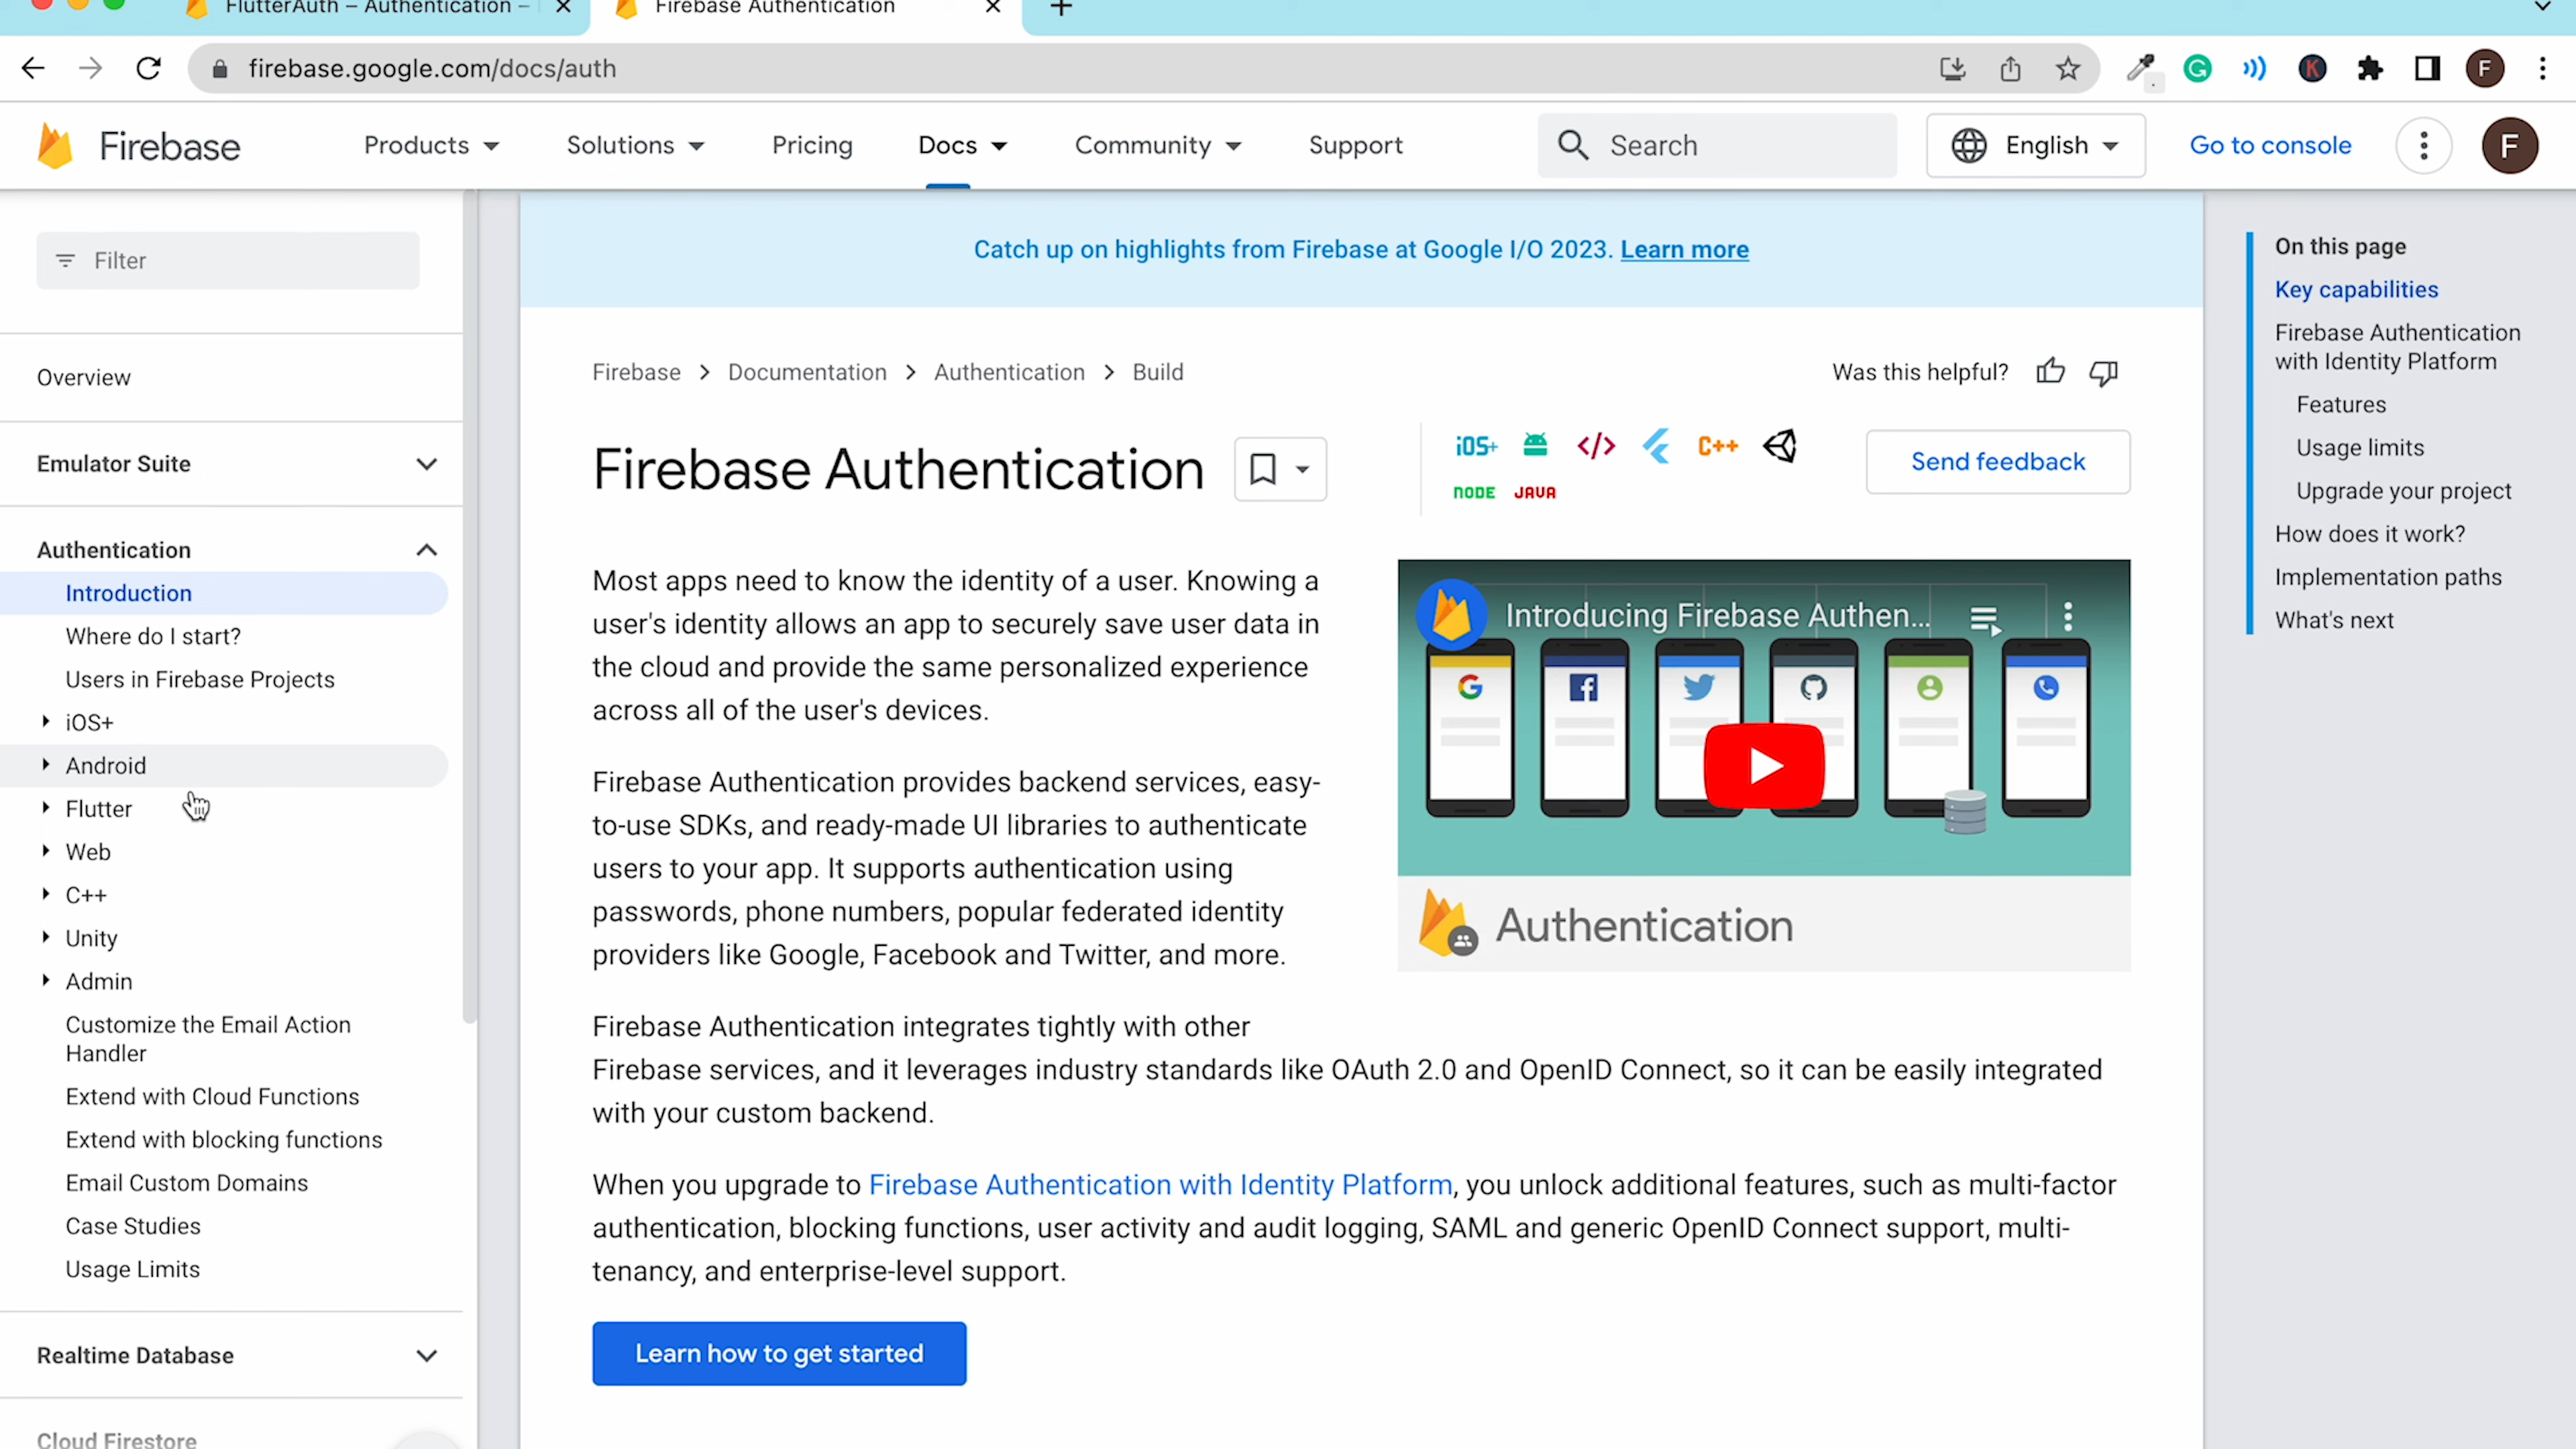 FlutterAuth – Authentication –
Firebase Authentication
firebase.google.com/docs/auth
G
K
F
Firebase
Products
Solutions
Pricing
Docs
Community
Support
Search
English
Go to console
F
Filter
Overview
Emulator Suite
Authentication
Introduction
Where do I start?
Users in Firebase Projects
iOS+
Android
Flutter
Web
C++
Unity
Admin
Customize the Email Action
Handler
Extend with Cloud Functions
Extend with blocking functions
Email Custom Domains
Case Studies
Usage Limits
Realtime Database
Cloud Firestore
Catch up on highlights from Firebase at Google I/O 2023. Learn more
Firebase > Documentation > Authentication > Build
Was this helpful?
Firebase Authentication
iOS+ </> C++
NODE JAVA
Send feedback
Most apps need to know the identity of a user. Knowing a
user's identity allows an app to securely save user data in
the cloud and provide the same personalized experience
across all of the user's devices.
Firebase Authentication provides backend services, easy-
to-use SDKs, and ready-made UI libraries to authenticate
users to your app. It supports authentication using
passwords, phone numbers, popular federated identity
providers like Google, Facebook and Twitter, and more.
Introducing Firebase Authen...
Authentication
Firebase Authentication integrates tightly with other
Firebase services, and it leverages industry standards like OAuth 2.0 and OpenID Connect, so it can be easily integrated
with your custom backend.
When you upgrade to Firebase Authentication with Identity Platform, you unlock additional features, such as multi-factor
authentication, blocking functions, user activity and audit logging, SAML and generic OpenID Connect support, multi-
tenancy, and enterprise-level support.
Learn how to get started
On this page
Key capabilities
Firebase Authentication
with Identity Platform
Features
Usage limits
Upgrade your project
How does it work?
Implementation paths
What's next